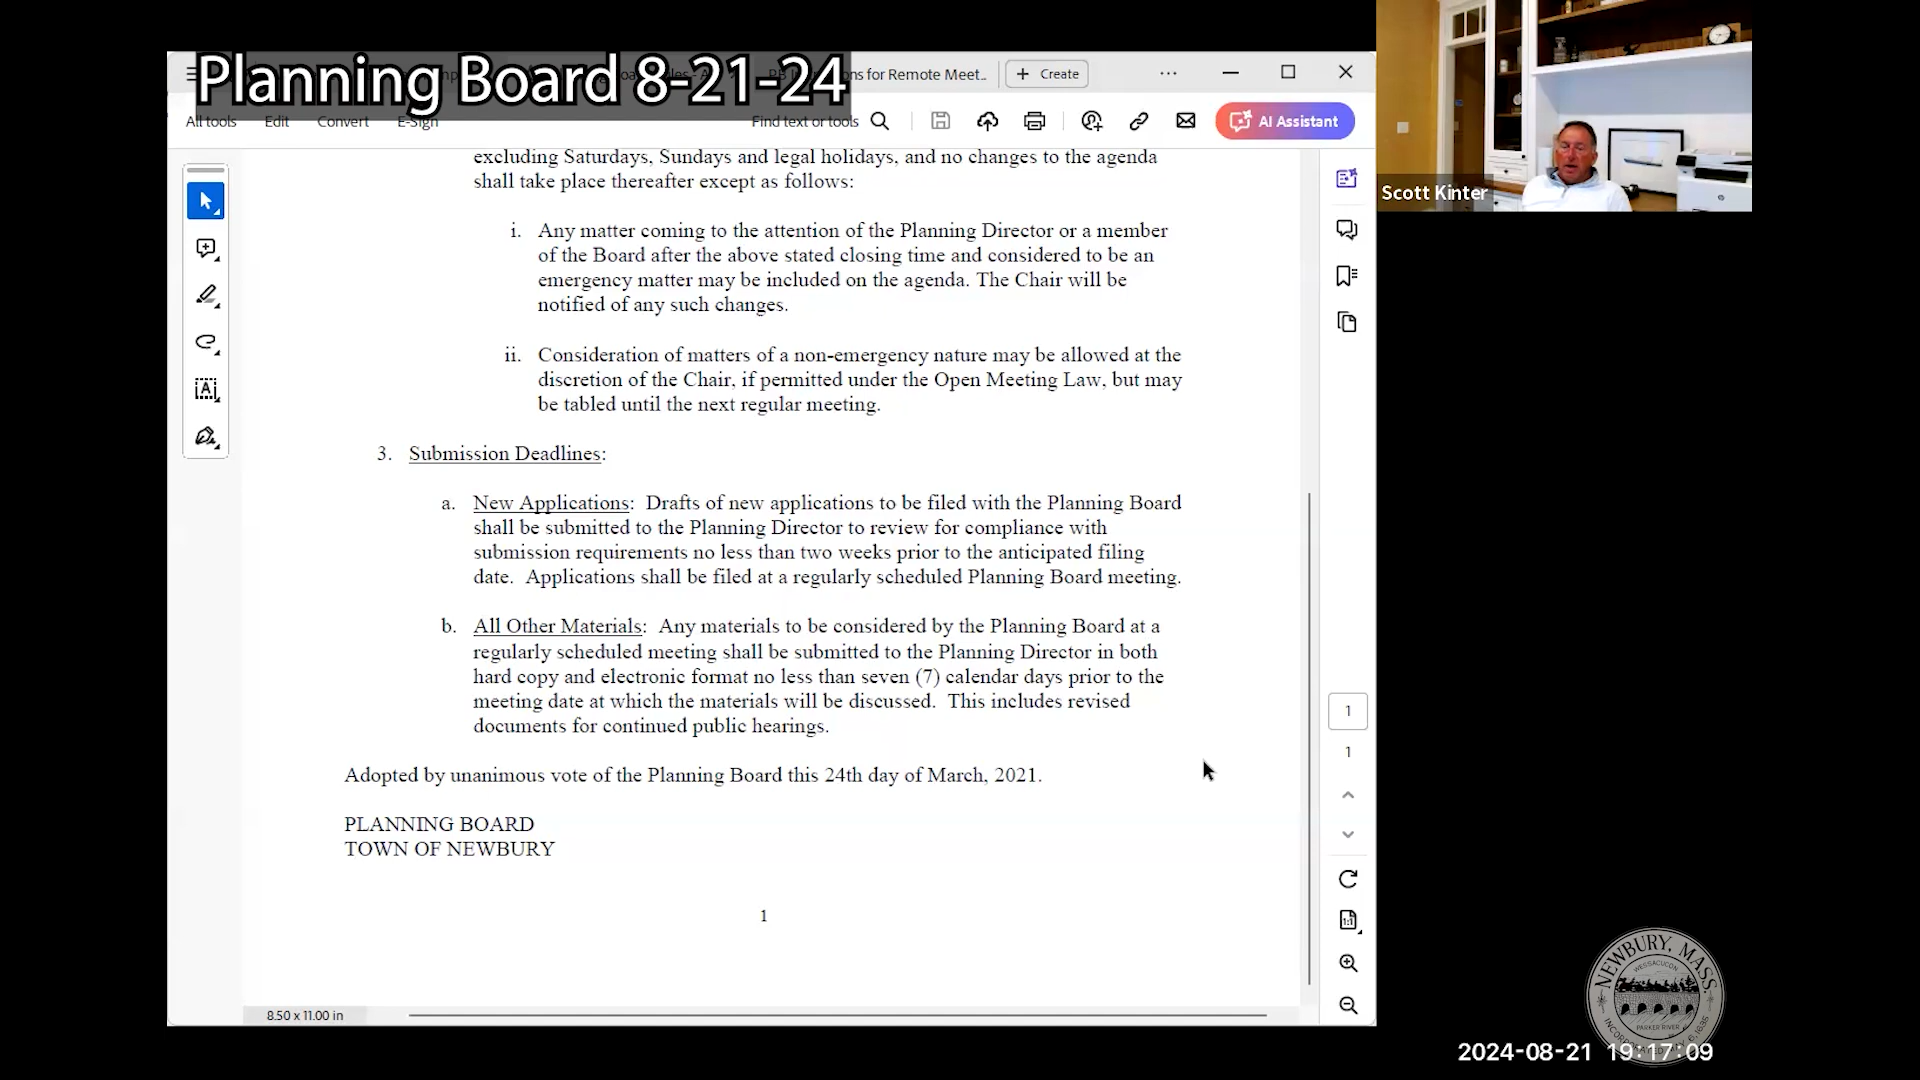 Planning Board 8-21-24
ons for Remote Meet..
+ Create
All tools
Edit
Convert
E-Sign
Find text or tools
AI Assistant
Scott Kinter
excluding Saturdays, Sundays and legal holidays, and no changes to the agenda
shall take place thereafter except as follows:
i. Any matter coming to the attention of the Planning Director or a member
of the Board after the above stated closing time and considered to be an
emergency matter may be included on the agenda. The Chair will be
notified of any such changes.
ii. Consideration of matters of a non-emergency nature may be allowed at the
discretion of the Chair, if permitted under the Open Meeting Law, but may
be tabled until the next regular meeting.
3. Submission Deadlines:
a. New Applications: Drafts of new applications to be filed with the Planning Board
shall be submitted to the Planning Director to review for compliance with
submission requirements no less than two weeks prior to the anticipated filing
date. Applications shall be filed at a regularly scheduled Planning Board meeting.
b. All Other Materials: Any materials to be considered by the Planning Board at a
regularly scheduled meeting shall be submitted to the Planning Director in both
hard copy and electronic format no less than seven (7) calendar days prior to the
meeting date at which the materials will be discussed. This includes revised
documents for continued public hearings.
Adopted by unanimous vote of the Planning Board this 24th day of March, 2021.
PLANNING BOARD
TOWN OF NEWBURY
1
1
1
8.50 x 11.00 in
NEWBURY, MASS.
WESSACUCON
PARKER RIVER
2024-08-21 19:17:09